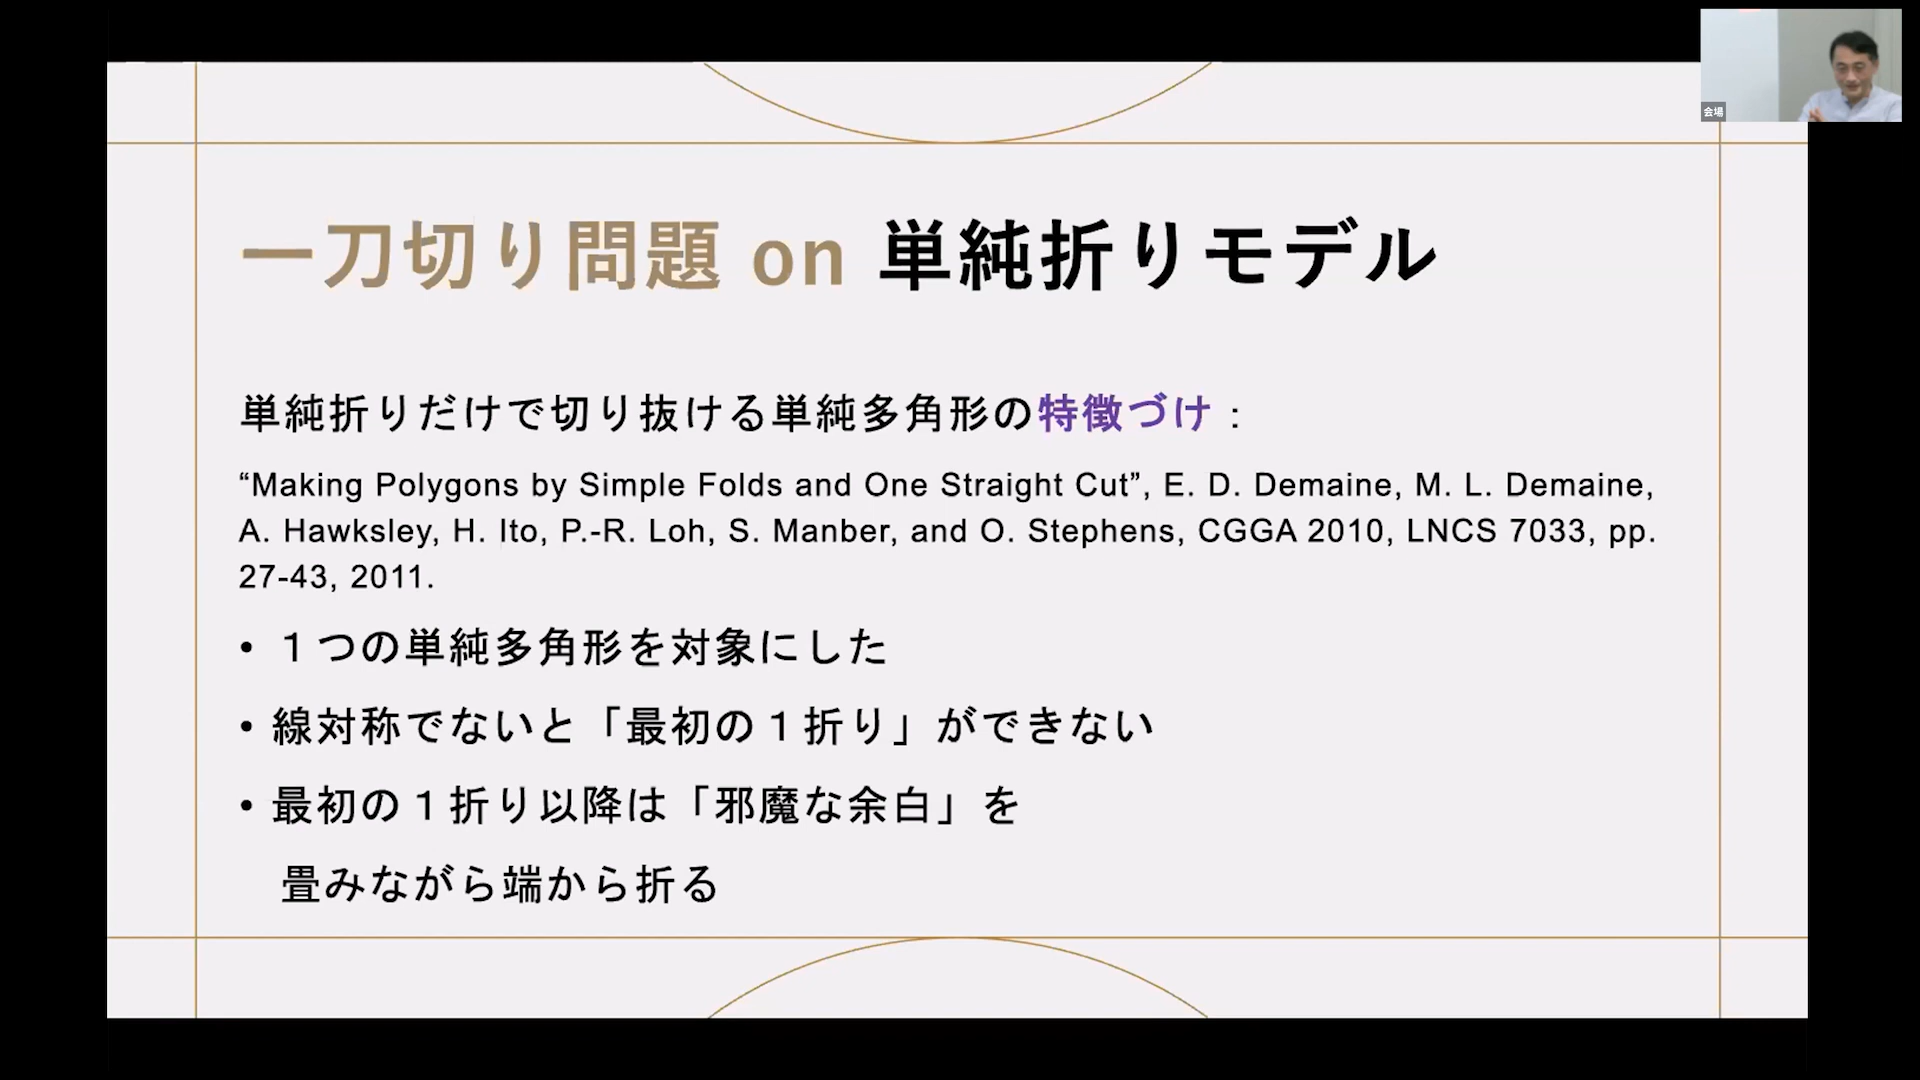 会場
一刀切り問題 on 単純折りモデル
単純折りだけで切り抜ける単純多角形の特徴づけ：
“Making Polygons by Simple Folds and One Straight Cut”, E. D. Demaine, M. L. Demaine,
A. Hawksley, H. Ito, P.-R. Loh, S. Manber, and O. Stephens, CGGA 2010, LNCS 7033, pp.
27-43, 2011.
• １つの単純多角形を対象にした
• 線対称でないと「最初の１折り」ができない
• 最初の１折り以降は「邪魔な余白」を
畳みながら端から折る